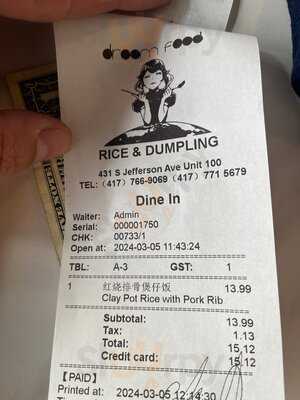 droom food
RICE & DUMPLING
431 S Jefferson Ave Unit 100
TEL: (417) 766-9069 (417) 771 5679
Dine In
Waiter: Admin
Serial: 000001750
CHK: 00733/1
Open at: 2024-03-05 11:43:24
TBL: A-3 GST: 1
1 红烧排骨煲仔饭 13.99
Clay Pot Rice with Pork Rib
Subtotal: 13.99
Tax: 1.13
Total: 15.12
Credit card: 15.12
【PAID】
Printed at: 2024-03-05 12:14:30